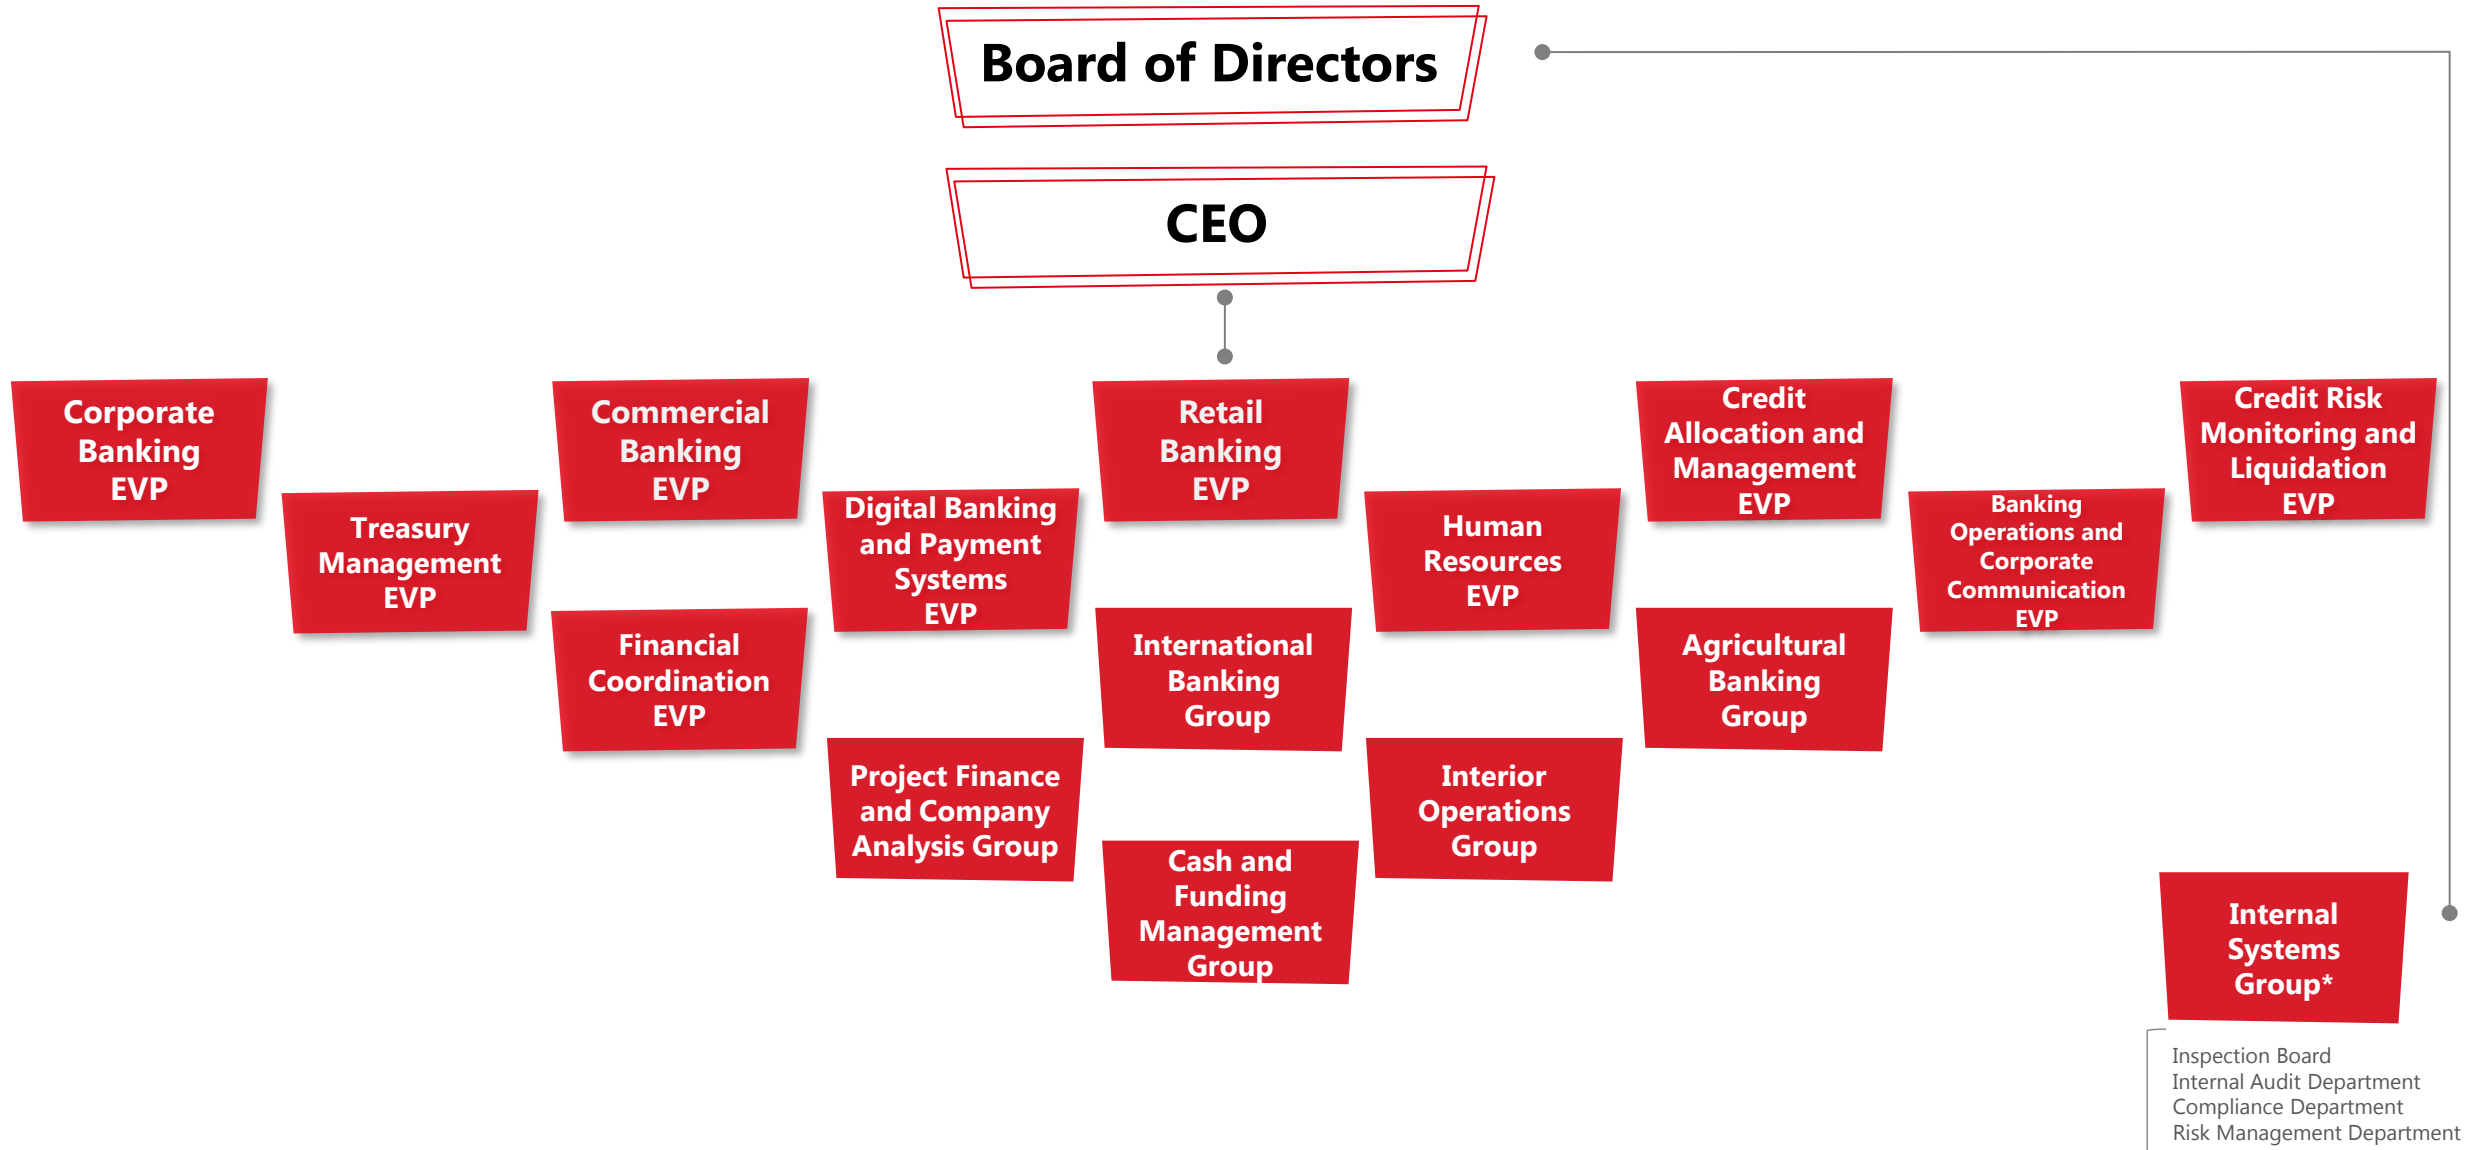 Board of Directors
CEO
Corporate
Banking
EVP
Treasury
Management
EVP
Commercial
Banking
EVP
Digital Banking
and Payment
Systems
EVP
Retail
Banking
EVP
Human
Resources
EVP
Credit
Allocation and
Management
EVP
Banking
Operations and
Corporate
Communication
EVP
Credit Risk
Monitoring and
Liquidation
EVP
Financial
Coordination
EVP
International
Banking
Group
Agricultural
Banking
Group
Project Finance
and Company
Analysis Group
Interior
Operations
Group
Cash and
Funding
Management
Group
Internal
Systems
Group*
Inspection Board
Internal Audit Department
Compliance Department
Risk Management Department